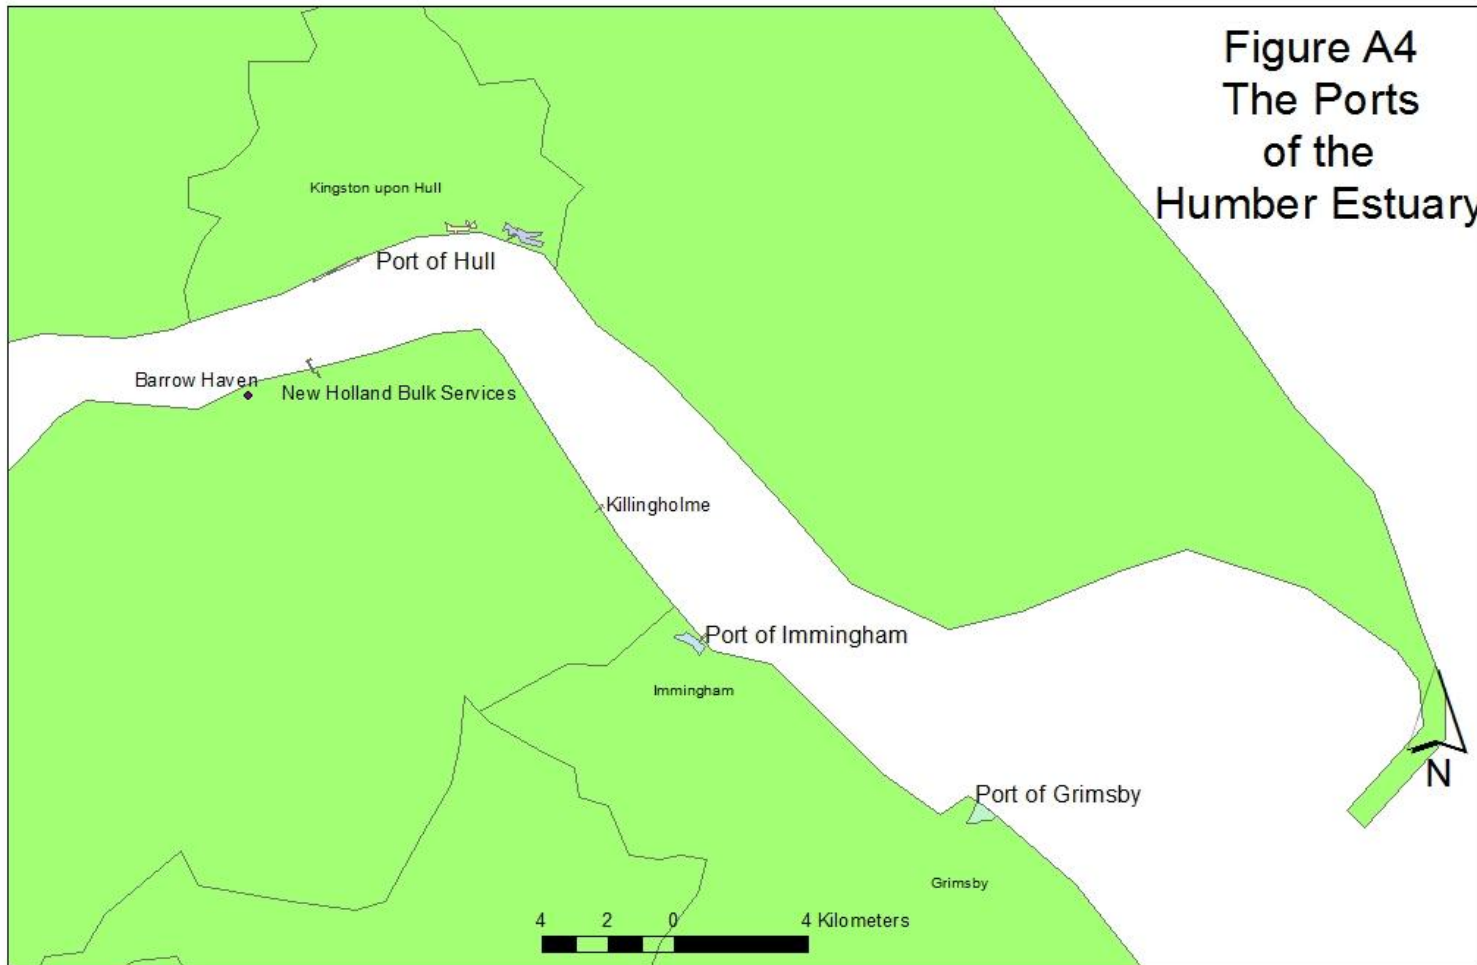 Figure A4
The Ports
of the
Humber Estuary
Kingston upon Hull
Port of Hull
Barrow Haven
New Holland Bulk Services
Killingholme
Port of Immingham
Immingham
Port of Grimsby
N
Grimsby
4 2 0 4 Kilometers